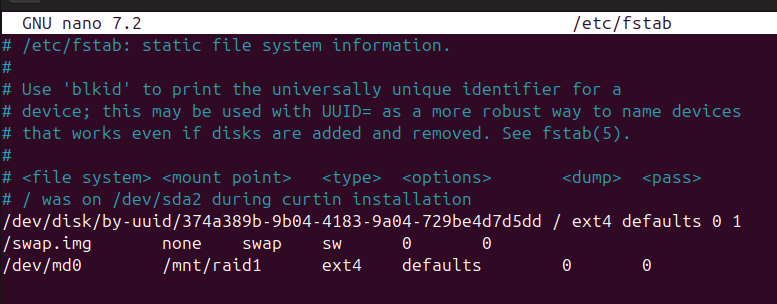 GNU nano 7.2 /etc/fstab
# /etc/fstab: static file system information.
#
# Use 'blkid' to print the universally unique identifier for a
# device; this may be used with UUID= as a more robust way to name devices
# that works even if disks are added and removed. See fstab(5).
#
# <file system> <mount point> <type> <options> <dump> <pass>
# / was on /dev/sda2 during curtin installation
/dev/disk/by-uuid/374a389b-9b04-4183-9a04-729be4d7d5dd / ext4 defaults 0 1
/swap.img none swap sw 0 0
/dev/md0 /mnt/raid1 ext4 defaults 0 0